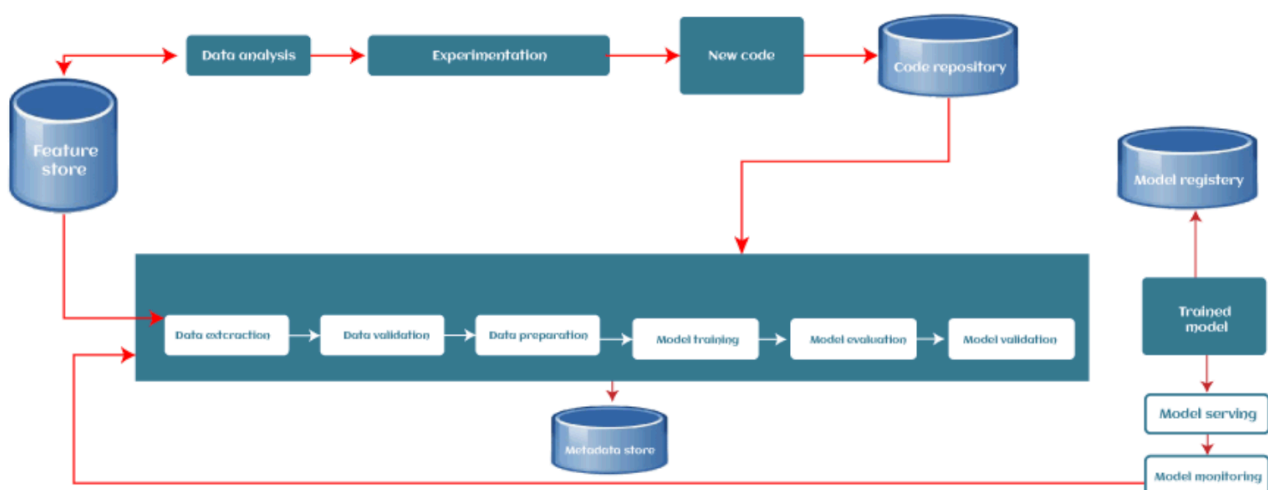 Data analysis
Experimentation
New code
Code repository
Feature
store
Model registery
Data extcraction
Data validation
Data preparation
Model training
Model evaluation
Model validation
Trained
model
Model serving
Metadata store
Model monitoring